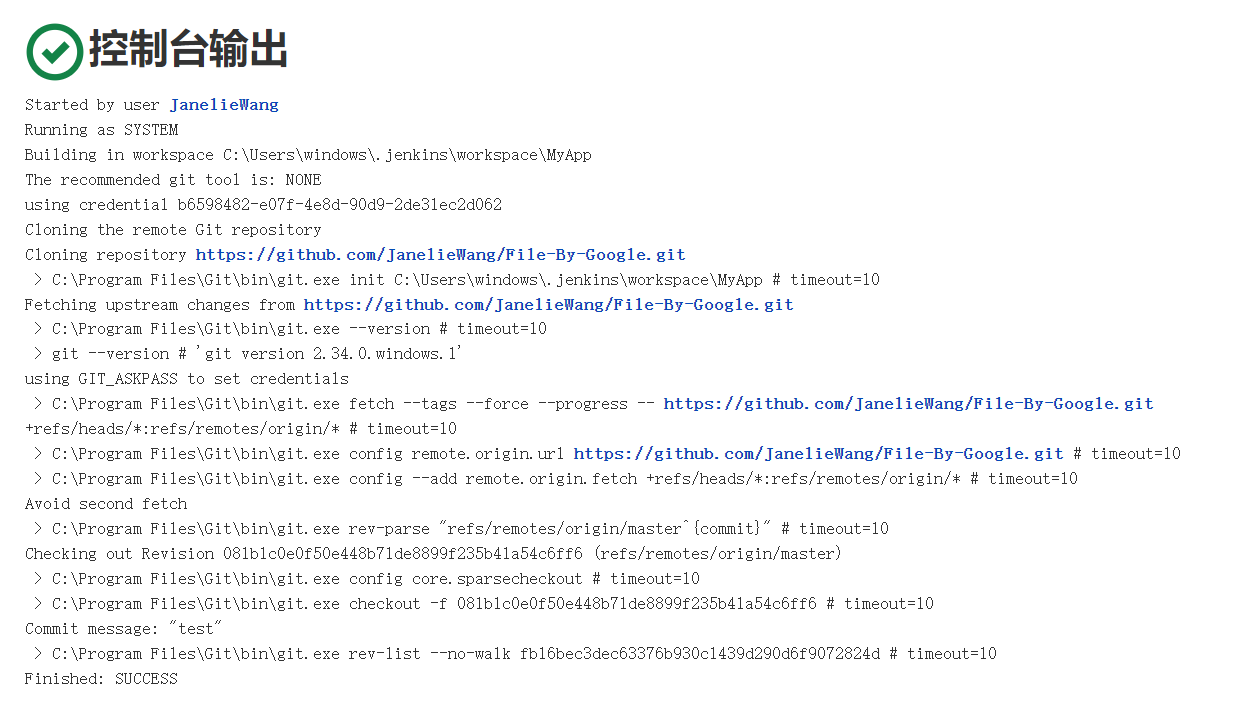 控制台输出
Started by user JanelieWang
Running as SYSTEM
Building in workspace C:\Users\windows\.jenkins\workspace\MyApp
The recommended git tool is: NONE
using credential b6598482-e07f-4e8d-90d9-2de31ec2d062
Cloning the remote Git repository
Cloning repository https://github.com/JanelieWang/File-By-Google.git
 > C:\Program Files\Git\bin\git.exe init C:\Users\windows\.jenkins\workspace\MyApp # timeout=10
Fetching upstream changes from https://github.com/JanelieWang/File-By-Google.git
 > C:\Program Files\Git\bin\git.exe --version # timeout=10
 > git --version # 'git version 2.34.0.windows.1'
using GIT_ASKPASS to set credentials
 > C:\Program Files\Git\bin\git.exe fetch --tags --force --progress -- https://github.com/JanelieWang/File-By-Google.git
+refs/heads/*:refs/remotes/origin/* # timeout=10
 > C:\Program Files\Git\bin\git.exe config remote.origin.url https://github.com/JanelieWang/File-By-Google.git # timeout=10
 > C:\Program Files\Git\bin\git.exe config --add remote.origin.fetch +refs/heads/*:refs/remotes/origin/* # timeout=10
Avoid second fetch
 > C:\Program Files\Git\bin\git.exe rev-parse "refs/remotes/origin/master^{commit}" # timeout=10
Checking out Revision 081b1c0e0f50e448b71de8899f235b41a54c6ff6 (refs/remotes/origin/master)
 > C:\Program Files\Git\bin\git.exe config core.sparsecheckout # timeout=10
 > C:\Program Files\Git\bin\git.exe checkout -f 081b1c0e0f50e448b71de8899f235b41a54c6ff6 # timeout=10
Commit message: "test"
 > C:\Program Files\Git\bin\git.exe rev-list --no-walk fb16bec3dec63376b930c1439d290d6f9072824d # timeout=10
Finished: SUCCESS